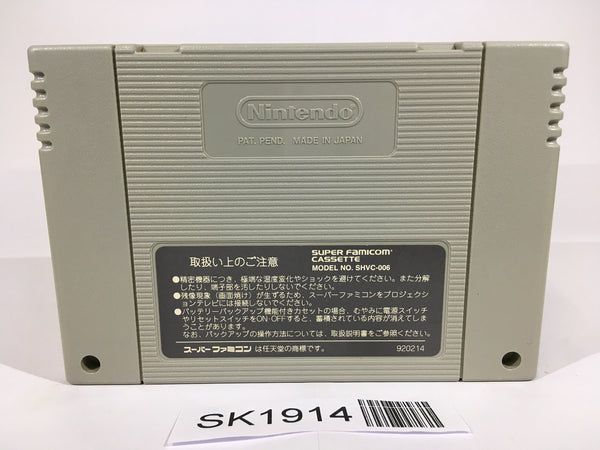 Nintendo
PAT. PEND. MADE IN JAPAN
取扱い上のご注意
SUPER FAMICOM
CASSETTE
MODEL NO. SHVC-006
●精密機器につき、極端な温度変化やショックを避けてください。また分解
したり、端子部を汚したりしないでください。
●残像現象(画面焼け)が生ずるため、スーパーファミコンをプロジェクシ
ョンテレビには接続しないでください。
●バッテリーバックアップ機能付きカセットの場合、むやみに電源スイッチ
やリセットスイッチをON・OFFすると、蓄積されている内容が消えてしま
うことがあります。
なお、バックアップの操作方法については、取扱説明書をご参照ください。
スーパーファミコン は任天堂の商標です。
920214
SK1914